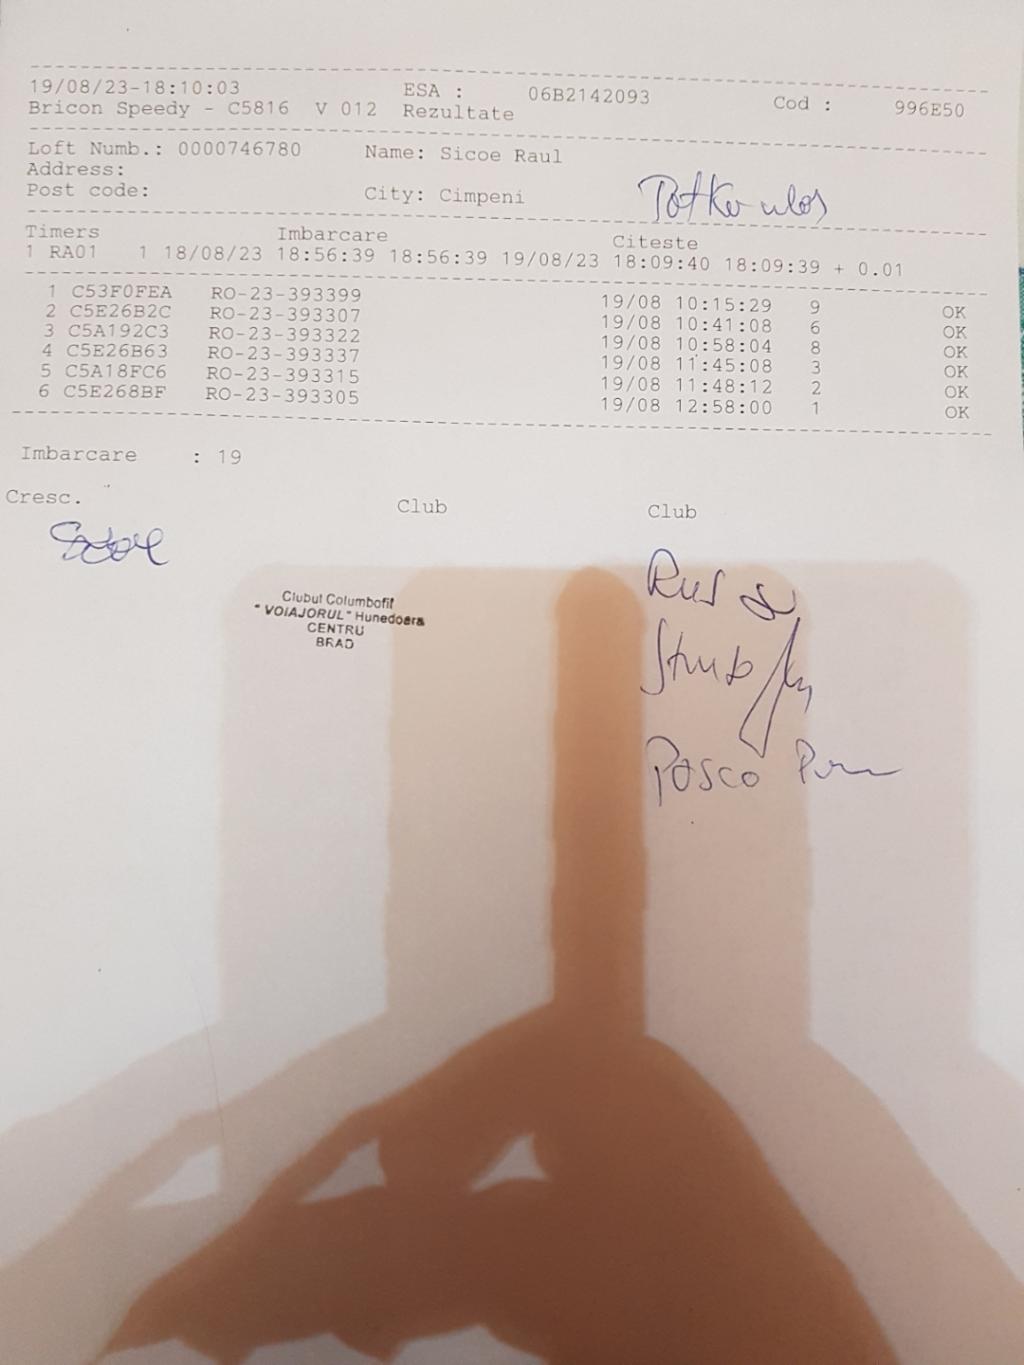 19/08/23-18:10:03 ESA : 06B2142093 Cod : 996E50
Bricon Speedy - C5816 V 012 Rezultate
Loft Numb.: 0000746780 Name: Sicoe Raul
Address:
Post code: City: Cimpeni
Timers Imbarcare Citeste
1 RA01 1 18/08/23 18:56:39 18:56:39 19/08/23 18:09:40 18:09:39 + 0.01
1 C53F0FEA RO-23-393399 19/08 10:15:29 9 OK
2 C5E26B2C RO-23-393307 19/08 10:41:08 6 OK
3 C5A192C3 RO-23-393322 19/08 10:58:04 8 OK
4 C5E26B63 RO-23-393337 19/08 11:45:08 3 OK
5 C5A18FC6 RO-23-393315 19/08 11:48:12 2 OK
6 C5E268BF RO-23-393305 19/08 12:58:00 1 OK
Imbarcare : 19
Cresc. Club Club
Clubul Columbofil
"VOIAJORUL" Hunedoara
CENTRU
BRAD
Rus
Strub
Posco